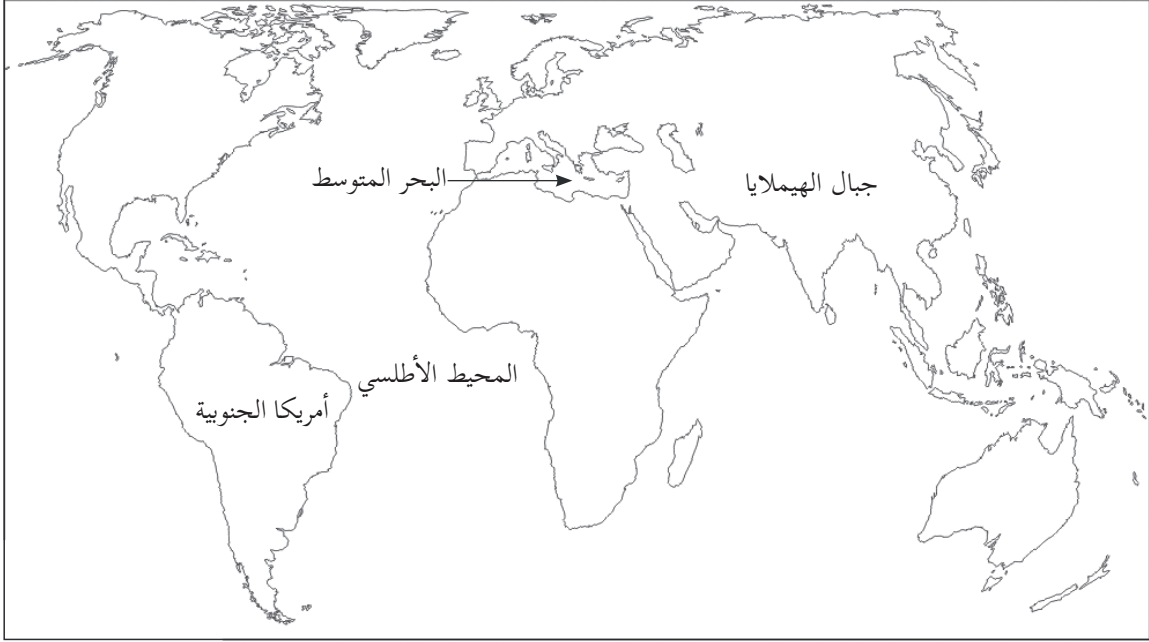 البحر المتوسط
جبال الهيملايا
المحيط الأطلسي
أمريكا الجنوبية